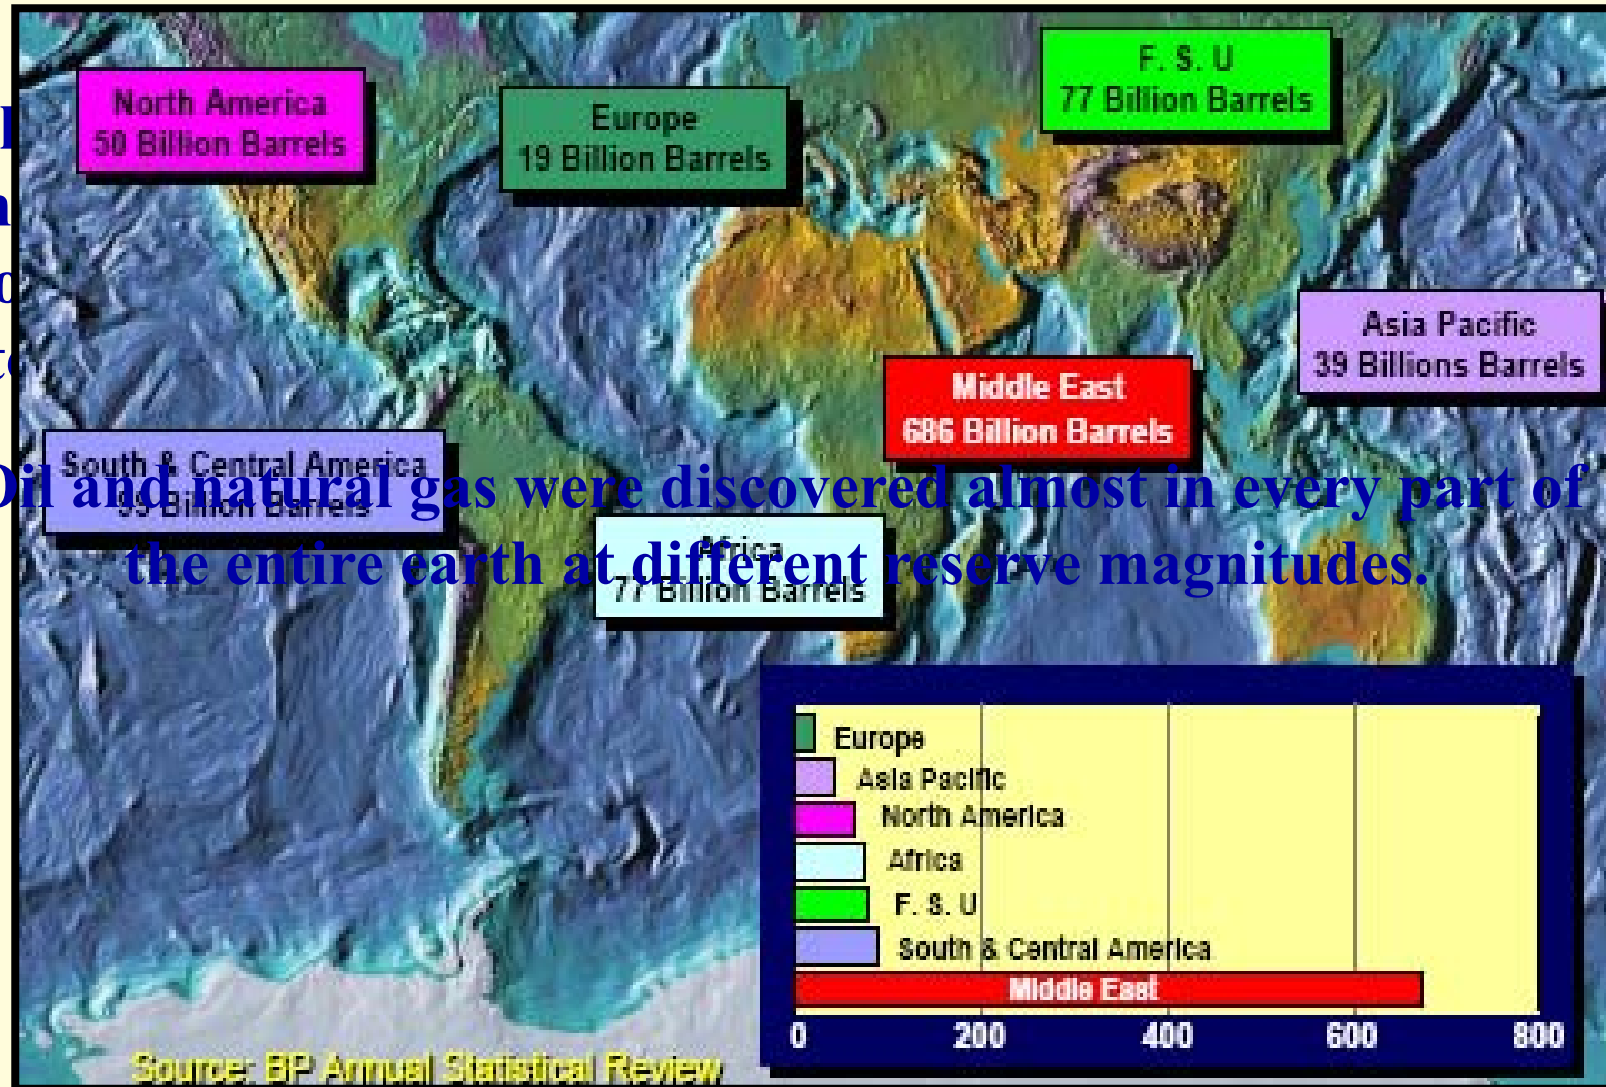 North America
50 Billion Barrels
Europe
19 Billion Barrels
F. S. U
77 Billion Barrels
Asia Pacific
39 Billions Barrels
Middle East
686 Billion Barrels
South & Central America
Billion Barrels
Oil and natural gas were discovered almost in every part of
the entire earth at different reserve magnitudes.
Africa
77 Billion Barrels
Europe
Asia Pacific
North America
Africa
F. S. U
South & Central America
Middle East
0 200 400 600 800
Source: BP Annual Statistical Review